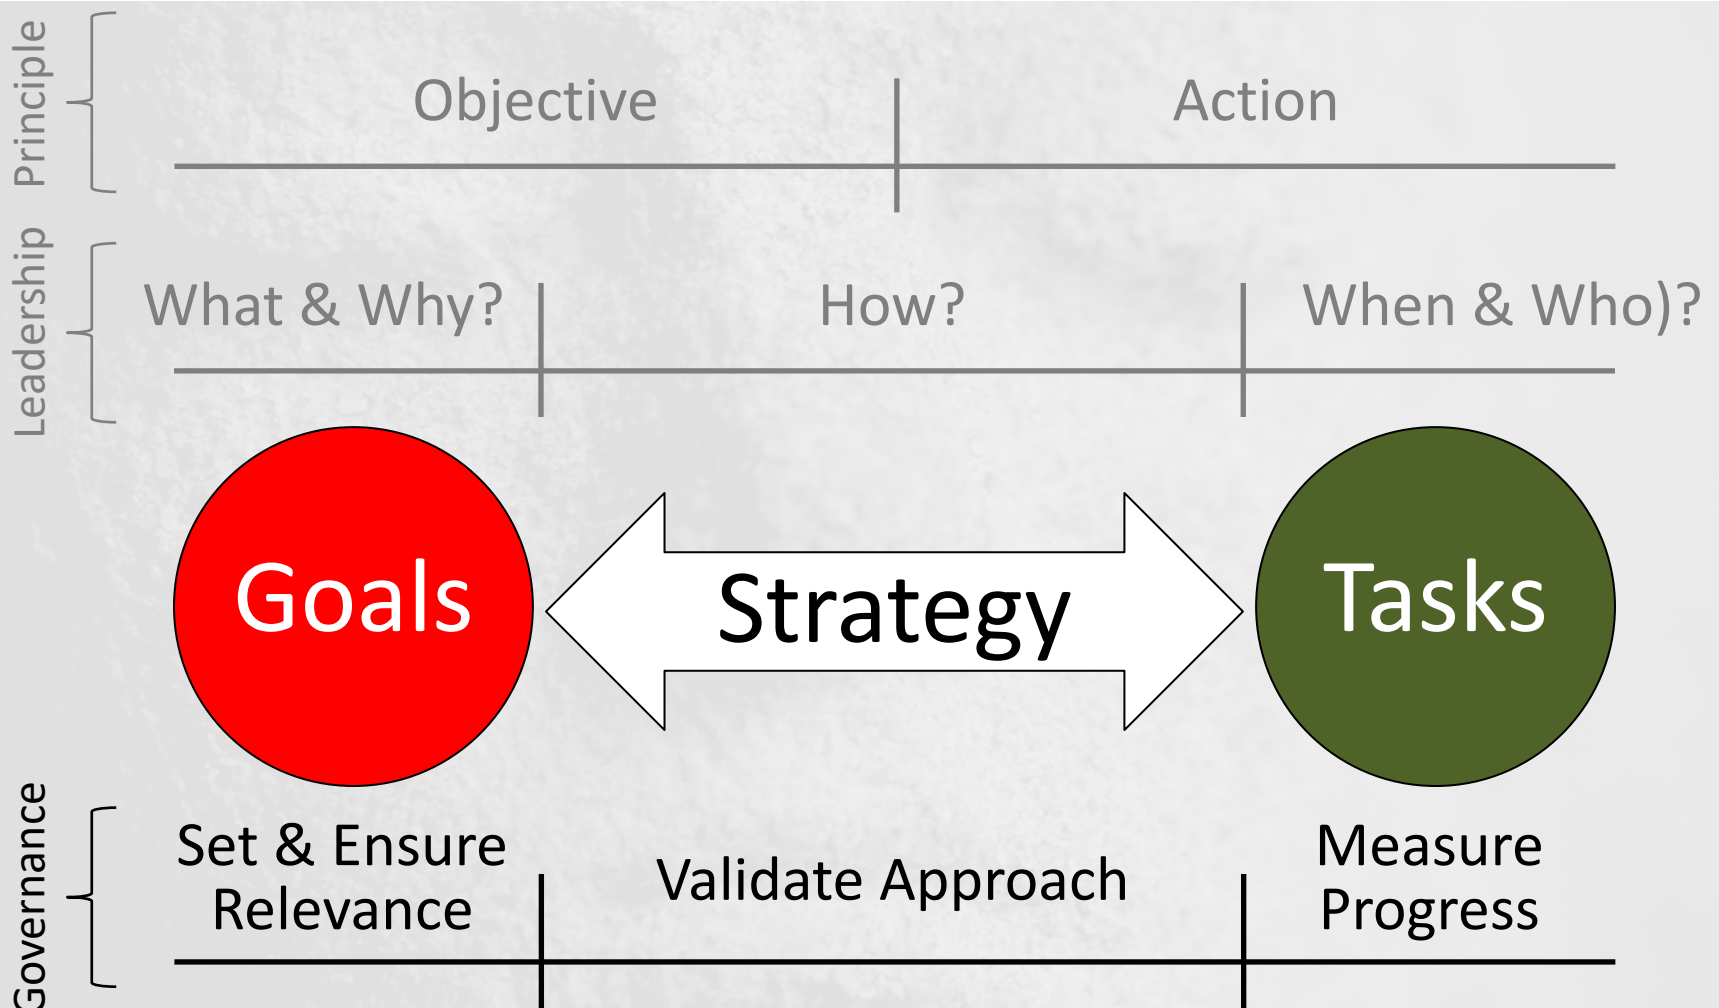 Principle
Objective
Action
Leadership
What & Why?
How?
When & Who)?
Goals
Strategy
Tasks
Governance
Set & Ensure
Relevance
Validate Approach
Measure
Progress